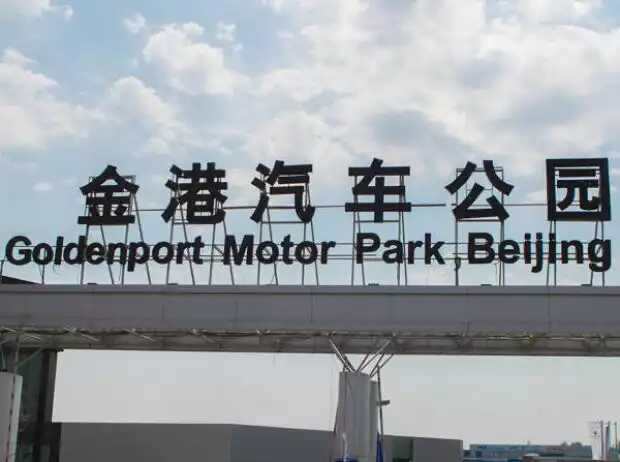 金港汽车公园
Goldenport Motor Park Beijing